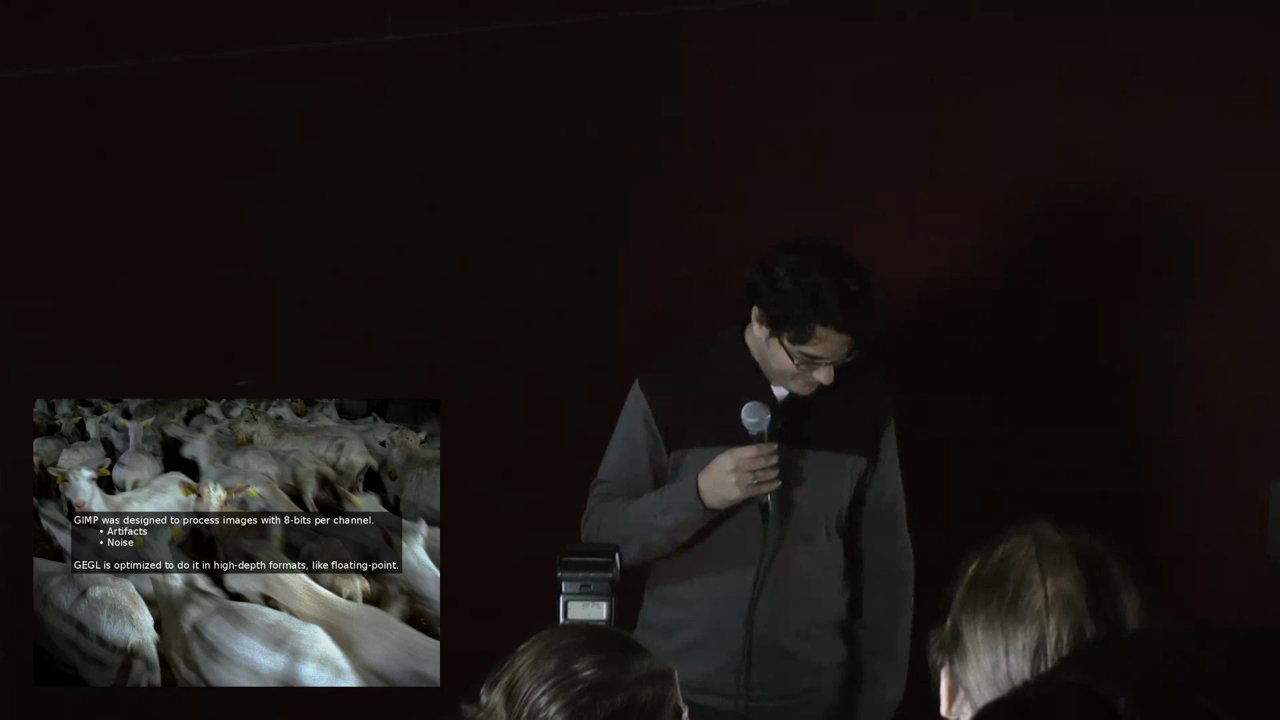 GIMP was designed to process images with 8-bits per channel.
• Artifacts
• Noise
GEGL is optimized to do it in high-depth formats, like floating-point.